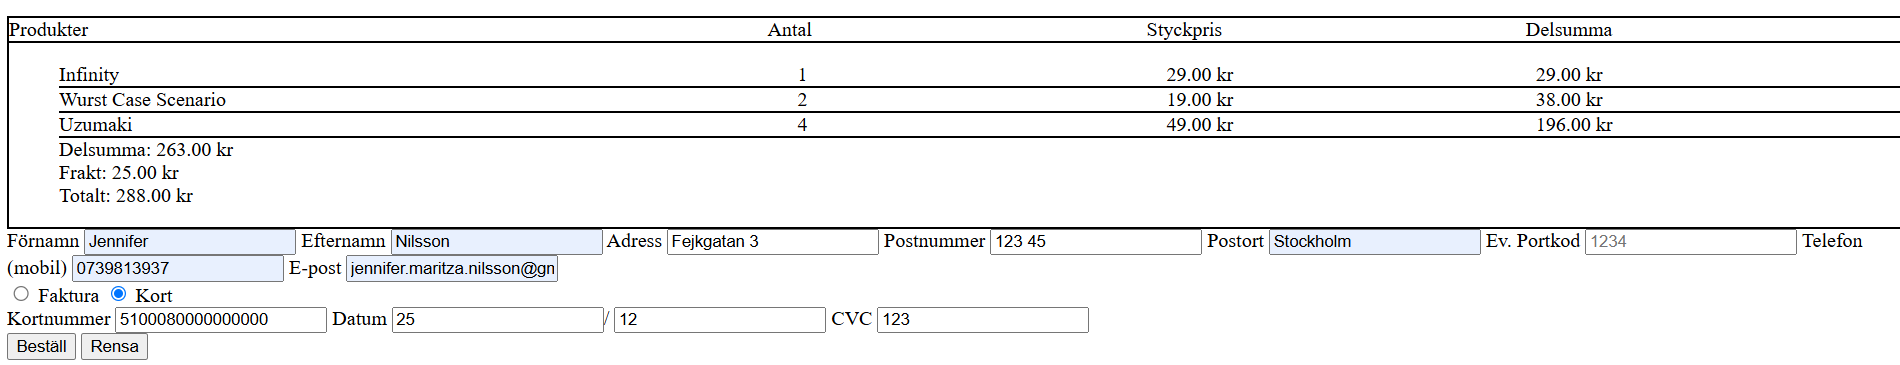 Produkter Antal Styckpris Delsumma
Infinity 1 29.00 kr 29.00 kr
Wurst Case Scenario 2 19.00 kr 38.00 kr
Uzumaki 4 49.00 kr 196.00 kr
Delsumma: 263.00 kr
Frakt: 25.00 kr
Totalt: 288.00 kr
Förnamn Jennifer Efternamn Nilsson Adress Fejkgatan 3 Postnummer 123 45 Postort Stockholm Ev. Portkod 1234 Telefon
(mobil) 0739813937 E-post jennifer.maritza.nilsson@gm
Faktura Kort
Kortnummer 5100080000000000 Datum 25 / 12 CVC 123
Beställ Rensa